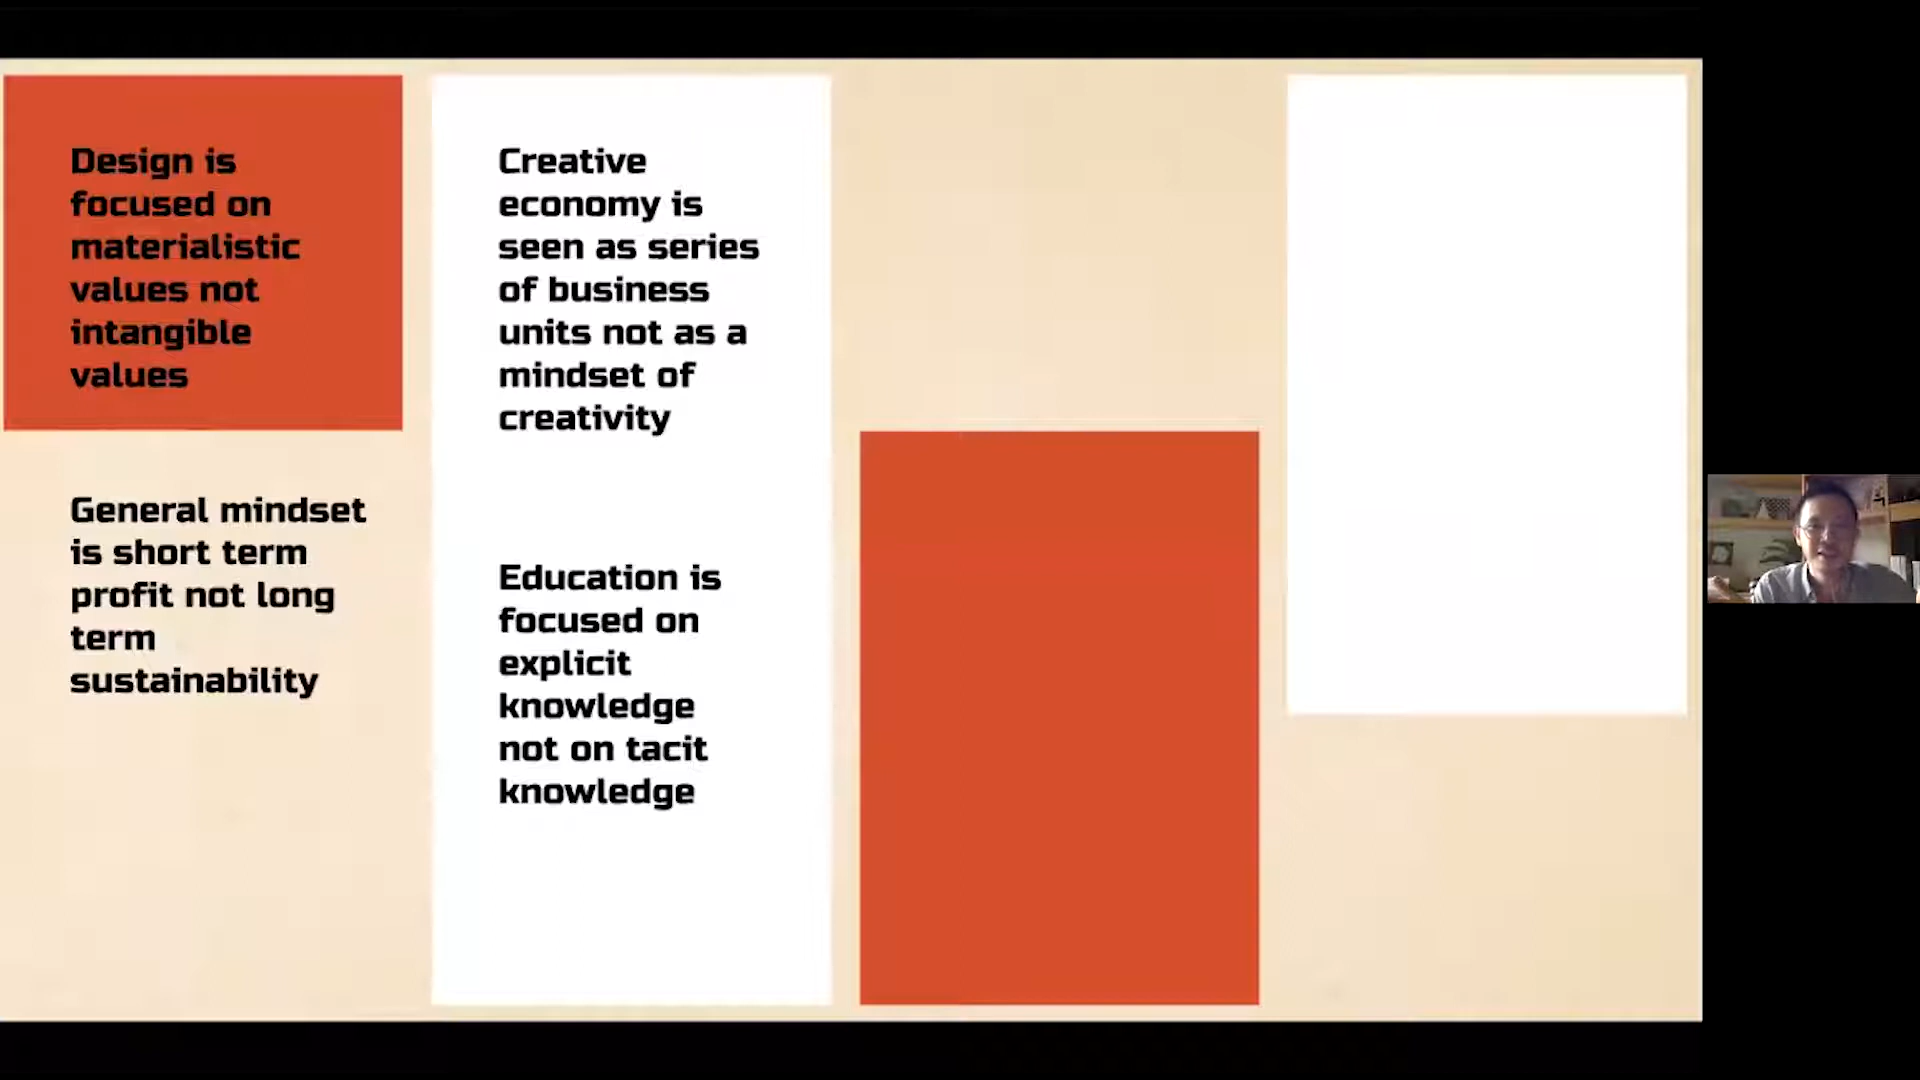 Design is
focused on
materialistic
values not
intangible
values
General mindset
is short term
profit not long
term
sustainability
Creative
economy is
seen as series
of business
units not as a
mindset of
creativity
Education is
focused on
explicit
knowledge
not on tacit
knowledge